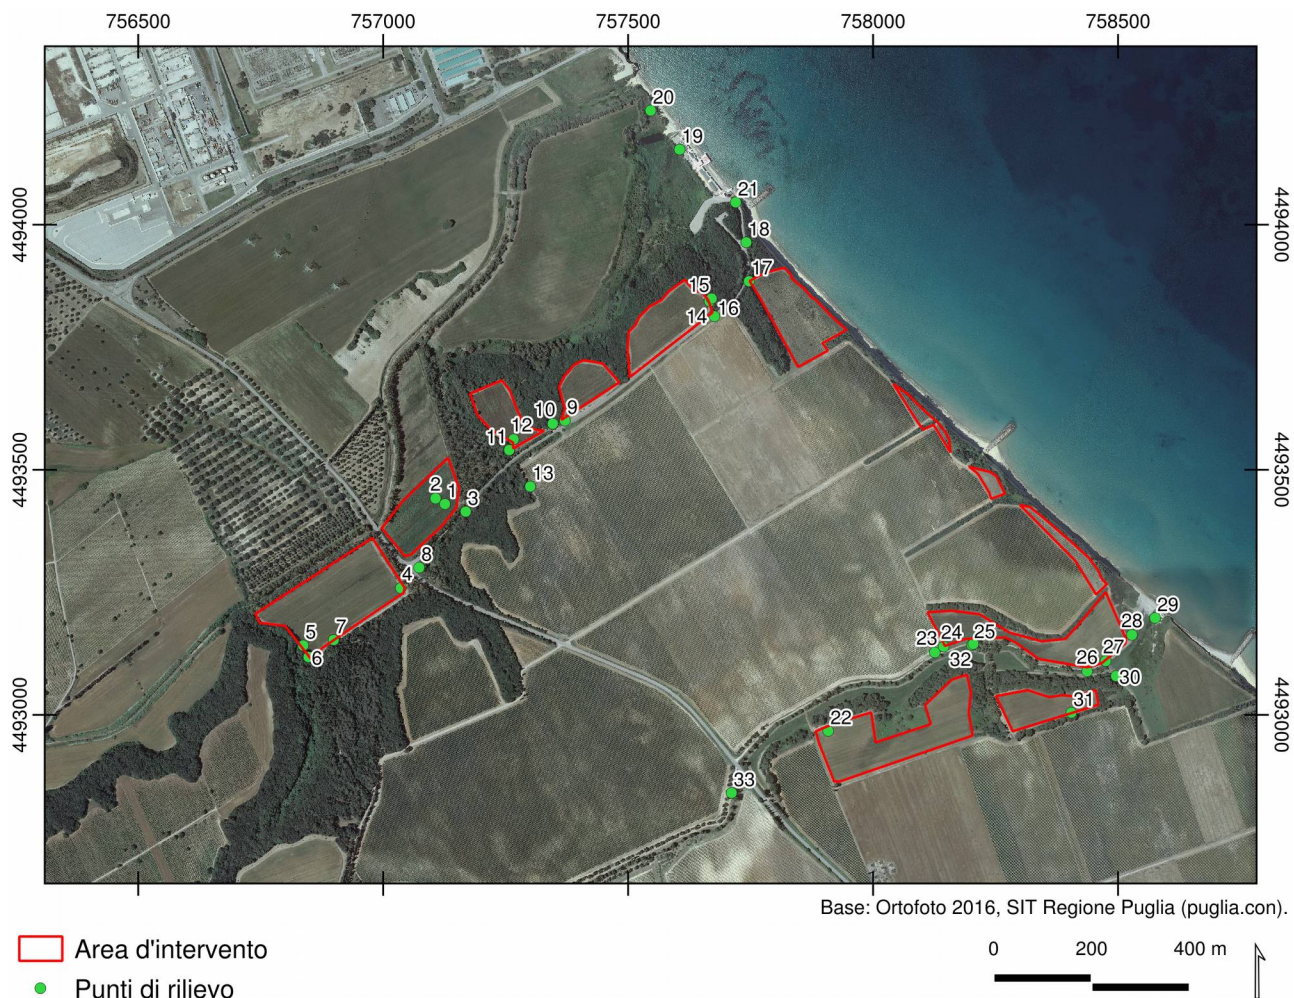 756500 757000 757500 758000 758500
20
19
21
4494000 4494000
18
17
15
16
14
10 9
12
11
4493500 4493500
13
2 1 3
8
4
29
28
5 7 23 24 25
6 32 26 27
30
31
4493000 4493000
22
33
Base: Ortofoto 2016, SIT Regione Puglia (puglia.con).
Area d'intervento
0 200 400 m
Punti di rilievo